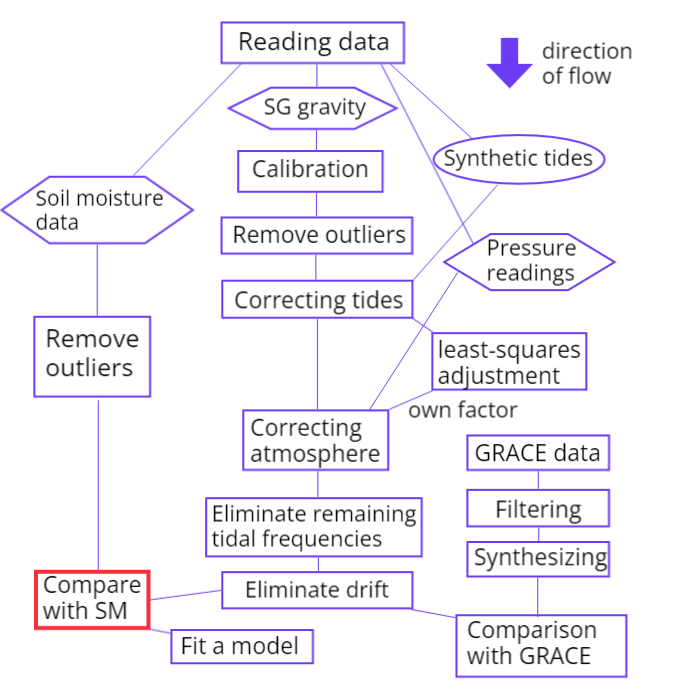 Reading data
direction
of flow
SG gravity
Synthetic tides
Calibration
Soil moisture
data
Remove outliers
Pressure
readings
Correcting tides
Remove
outliers
least-squares
adjustment
own factor
Correcting
atmosphere
GRACE data
Eliminate remaining
tidal frequencies
Filtering
Synthesizing
Compare
with SM
Eliminate drift
Fit a model
Comparison
with GRACE